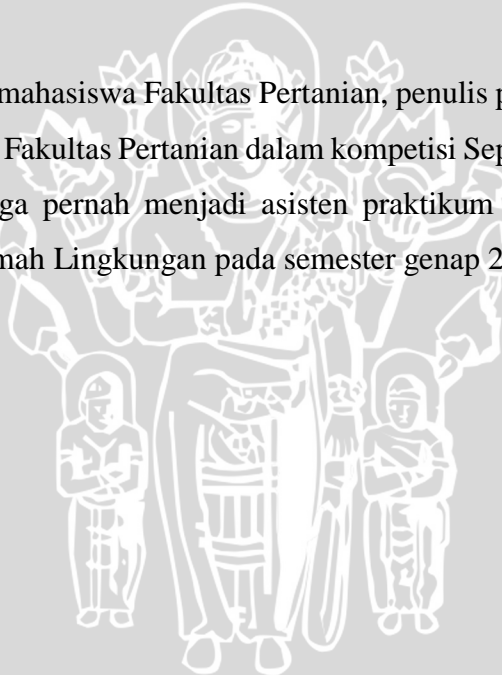 mahasiswa Fakultas Pertanian, penulis p
Fakultas Pertanian dalam kompetisi Sep
ga pernah menjadi asisten praktikum
mah Lingkungan pada semester genap 2